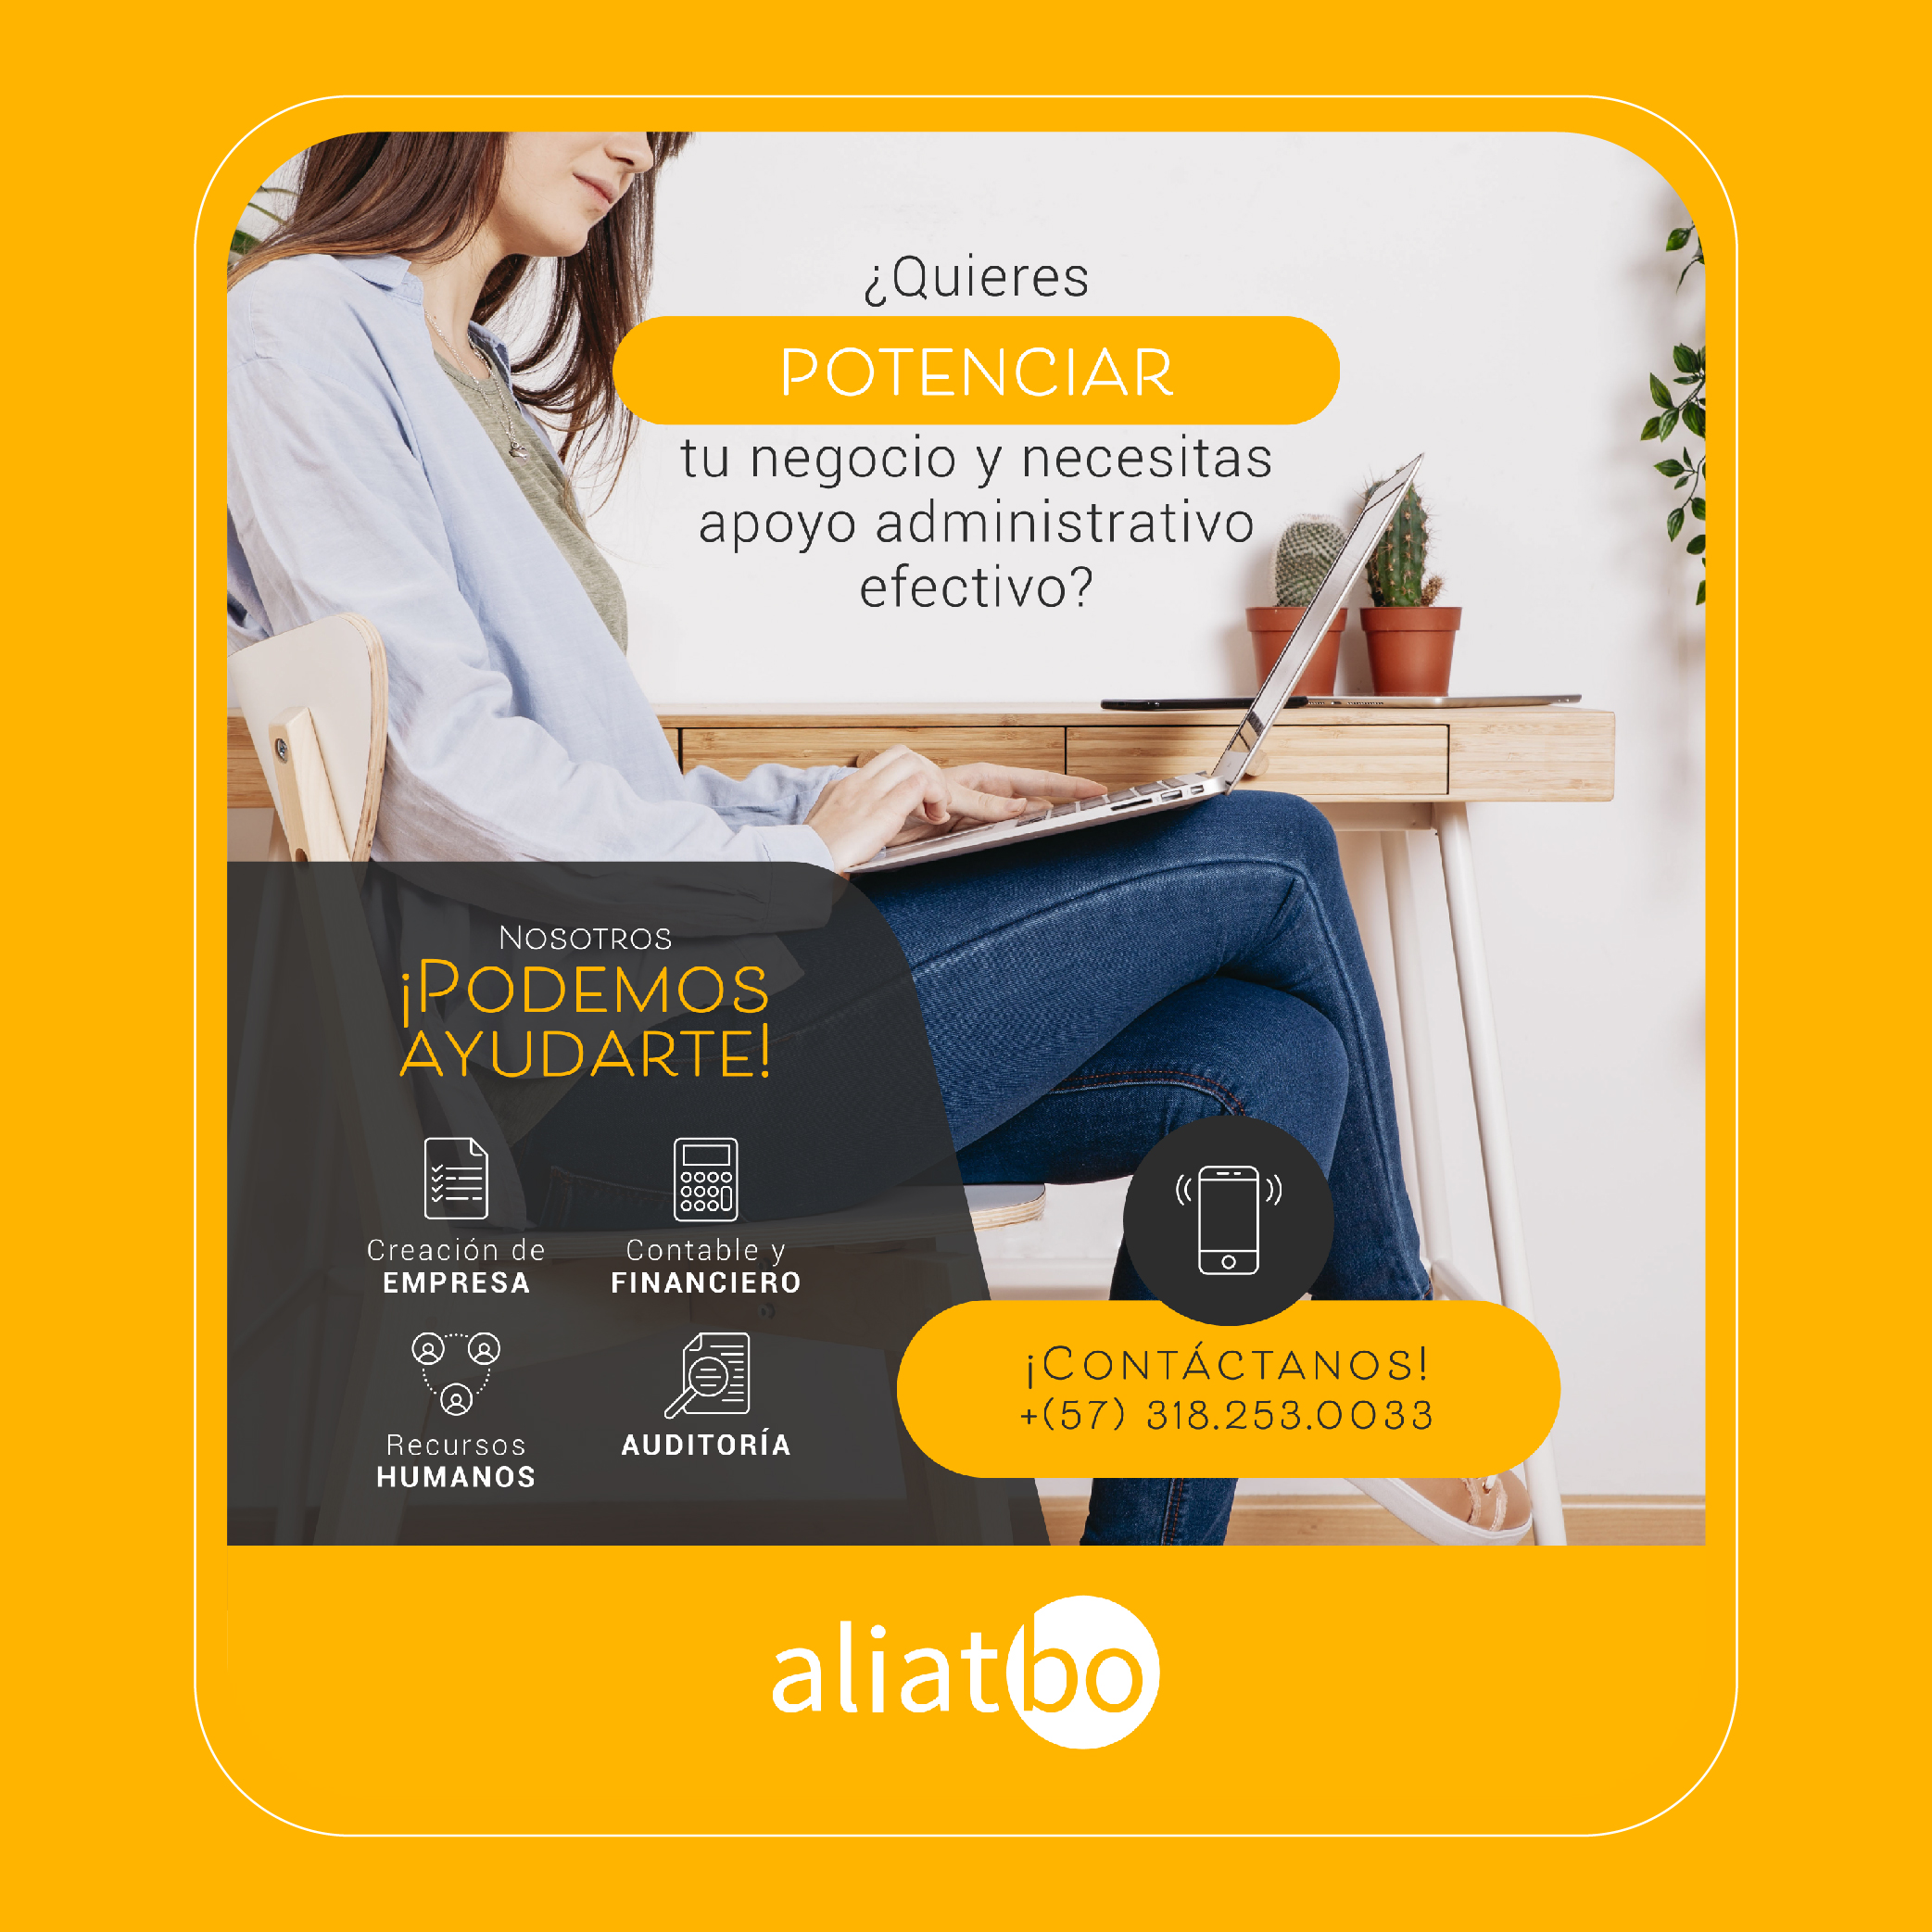 ¿Quieres
POTENCIAR
tu negocio y necesitas
apoyo administrativo
efectivo?
NOSOTROS
¡PODEMOS
AYUDARTE!
Creación de
EMPRESA
Contable y
FINANCIERO
Recursos
HUMANOS
AUDITORÍA
¡CONTÁCTANOS!
+(57) 318.253.0033
aliatbo